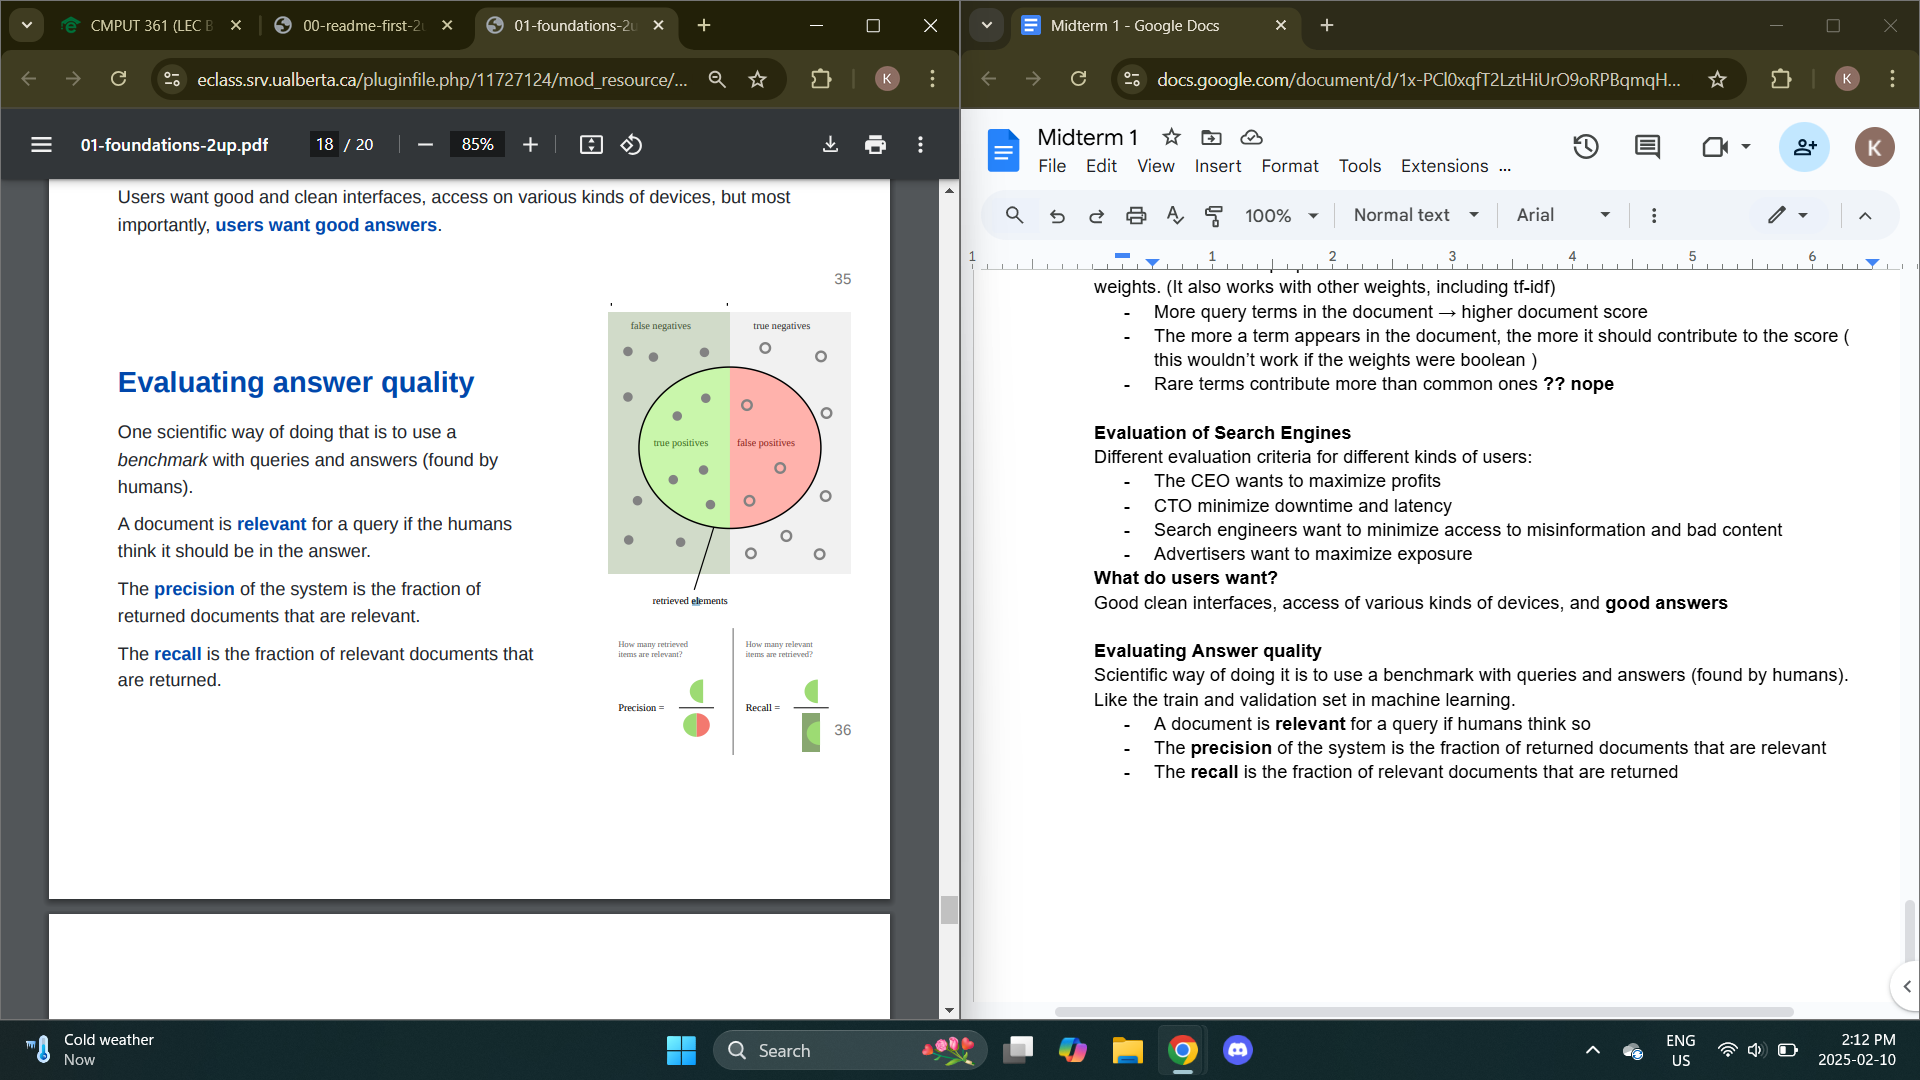 CMPUT 361 (LEC B
00-readme-first-2u
01-foundations-2u
eclass.srv.ualberta.ca/pluginfile.php/11727124/mod_resource/...
K
01-foundations-2up.pdf
18 / 20
85%
Users want good and clean interfaces, access on various kinds of devices, but most
importantly, users want good answers.
35
Evaluating answer quality
One scientific way of doing that is to use a
benchmark with queries and answers (found by
humans).
A document is relevant for a query if the humans
think it should be in the answer.
The precision of the system is the fraction of
returned documents that are relevant.
The recall is the fraction of relevant documents that
are returned.
false negatives
true negatives
true positives
false positives
retrieved elements
How many retrieved
items are relevant?
How many relevant
items are retrieved?
Precision =
Recall =
36
Midterm 1 - Google Docs
docs.google.com/document/d/1x-PCl0xqfT2LztHiUrO9oRPBqmqH...
K
Midterm 1
File Edit View Insert Format Tools Extensions ...
K
100% Normal text Arial
1 1 2 3 4 5 6
weights. (It also works with other weights, including tf-idf)
- More query terms in the document → higher document score
- The more a term appears in the document, the more it should contribute to the score (
this wouldn't work if the weights were boolean )
- Rare terms contribute more than common ones ?? nope
Evaluation of Search Engines
Different evaluation criteria for different kinds of users:
- The CEO wants to maximize profits
- CTO minimize downtime and latency
- Search engineers want to minimize access to misinformation and bad content
- Advertisers want to maximize exposure
What do users want?
Good clean interfaces, access of various kinds of devices, and good answers
Evaluating Answer quality
Scientific way of doing it is to use a benchmark with queries and answers (found by humans).
Like the train and validation set in machine learning.
- A document is relevant for a query if humans think so
- The precision of the system is the fraction of returned documents that are relevant
- The recall is the fraction of relevant documents that are returned
Cold weather
Now
Search
ENG
US
2:12 PM
2025-02-10